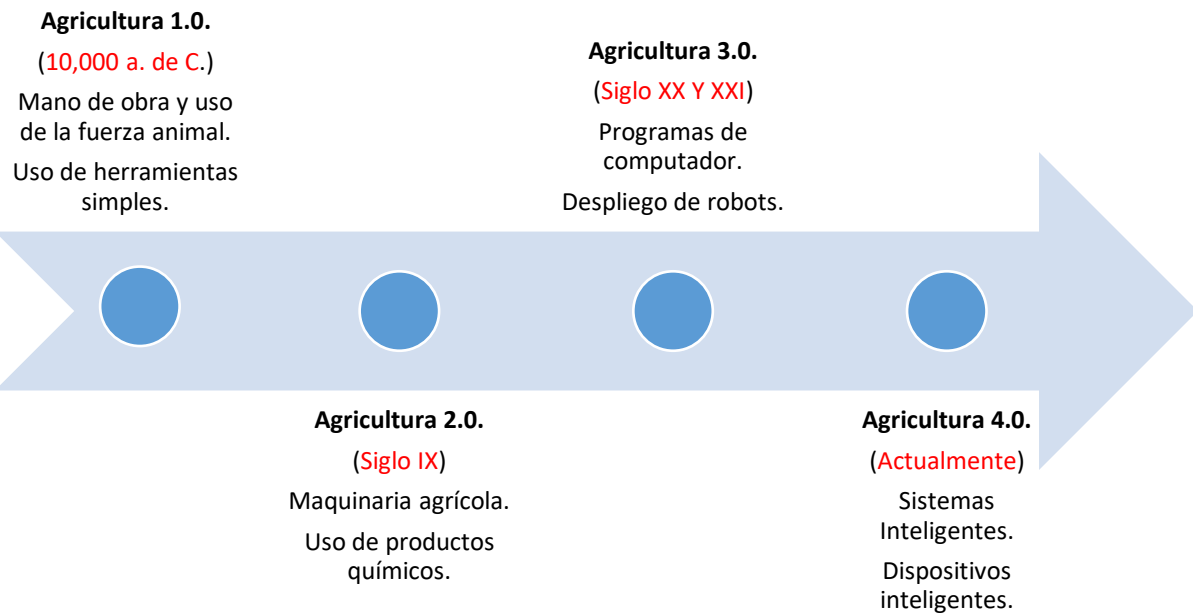 Agricultura 1.0.
(10,000 a. de C.)
Mano de obra y uso
de la fuerza animal.
Uso de herramientas
simples.
Agricultura 2.0.
(Siglo IX)
Maquinaria agrícola.
Uso de productos
químicos.
Agricultura 3.0.
(Siglo XX Y XXI)
Programas de
computador.
Despliego de robots.
Agricultura 4.0.
(Actualmente)
Sistemas
Inteligentes.
Dispositivos
inteligentes.